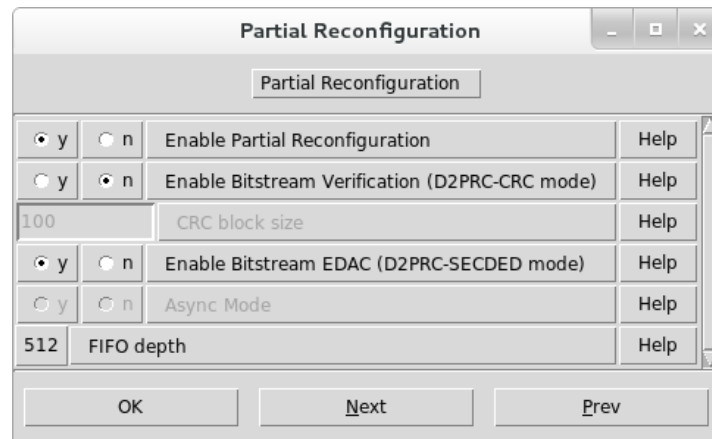 Partial Reconfiguration
Partial Reconfiguration
y n Enable Partial Reconfiguration Help
y n Enable Bitstream Verification (D2PRC-CRC mode) Help
100 CRC block size Help
y n Enable Bitstream EDAC (D2PRC-SECDED mode) Help
y n Async Mode Help
512 FIFO depth Help
OK Next Prev